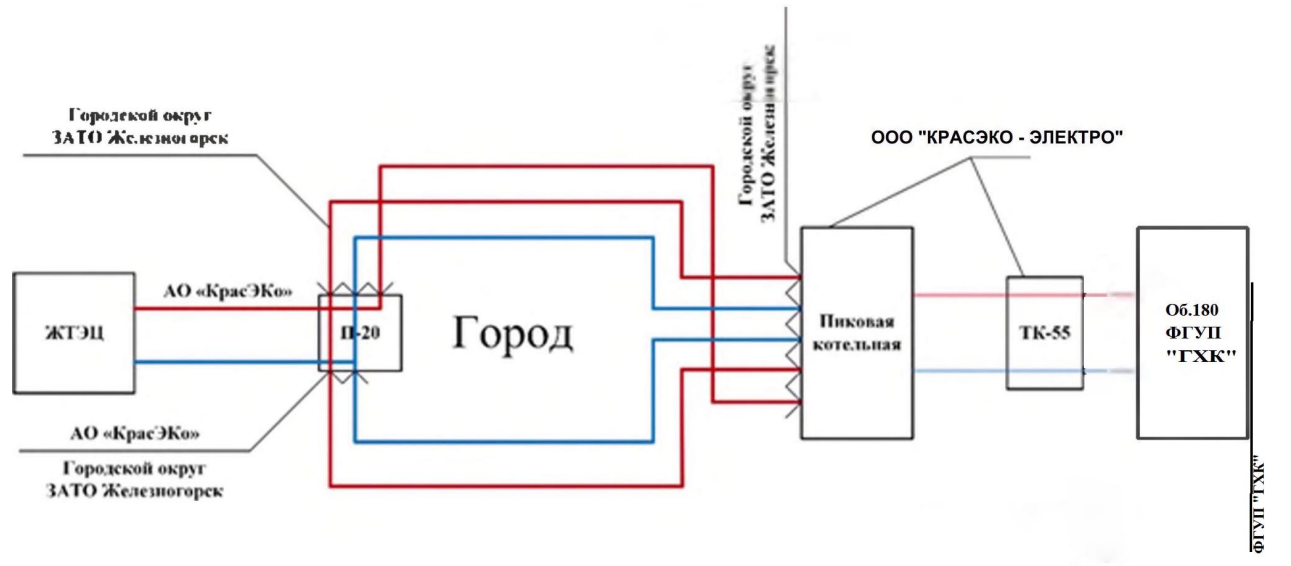 Городской округ
ЗАТО Железногорск
Городской округ
ЗАТО Железногорск
ООО "КРАСЭКО - ЭЛЕКТРО"
АО «КрасЭКо»
ЖТЭЦ
П-20
Город
Пиковая
котельная
ТК-55
Об.180
ФГУП
"ГХК"
АО «КрасЭКо»
Городской округ
ЗАТО Железногорск
ФГУП "ГХК"